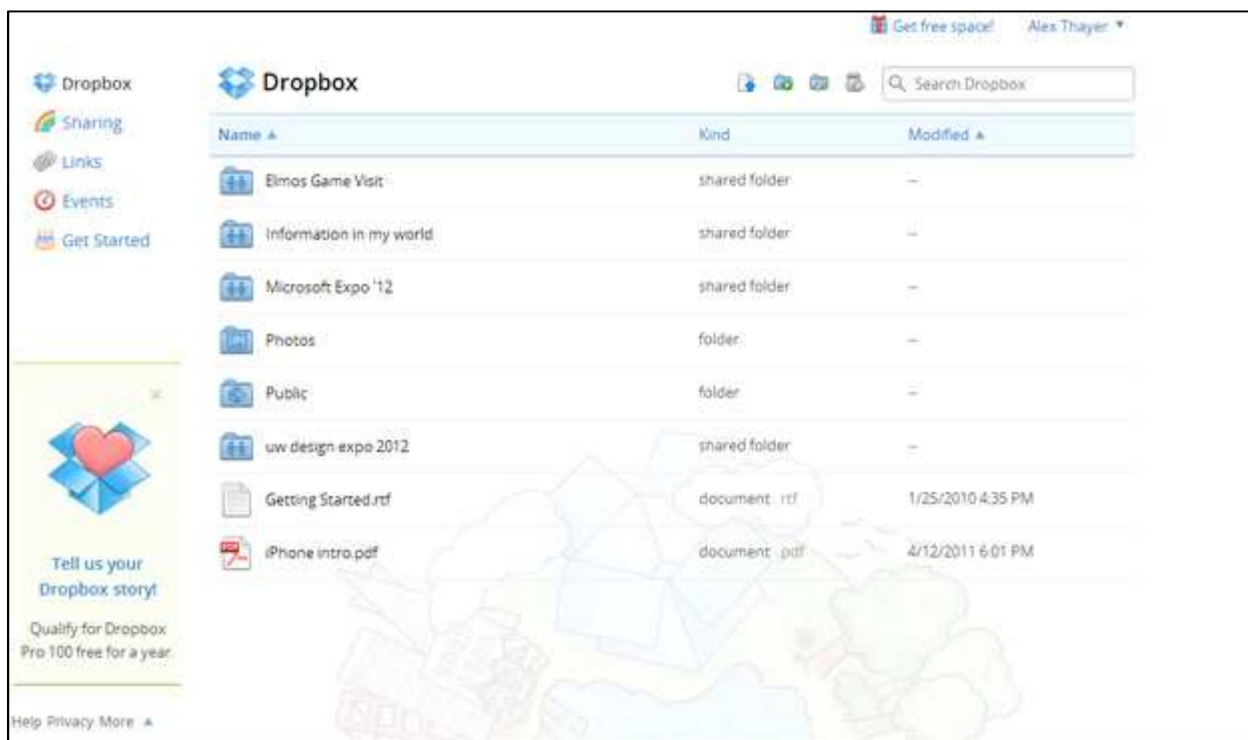 Get free space! Alex Thayer
Dropbox
Sharing
Links
Events
Get Started
Tell us your
Dropbox story!
Qualify for Dropbox
Pro 100 free for a year.
Help Privacy More
Dropbox
Search Dropbox
Name Kind Modified
Elmos Game Visit shared folder --
Information in my world shared folder --
Microsoft Expo '12 shared folder --
Photos folder --
Public folder --
uw design expo 2012 shared folder --
Getting Started.rtf document rtf 1/25/2010 4:35 PM
iPhone intro.pdf document pdf 4/12/2011 6:01 PM